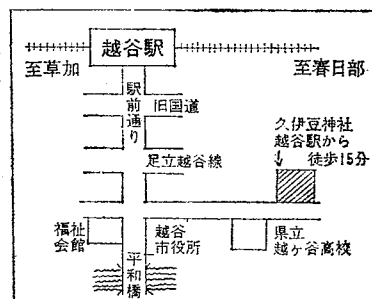 越谷駅
至草加
至春日部
駅前通り
旧国道
久伊豆神社
越谷駅から
徒歩15分
足立越谷線
福祉
会館
越谷
市役所
県立
越ヶ谷高校
平和橋